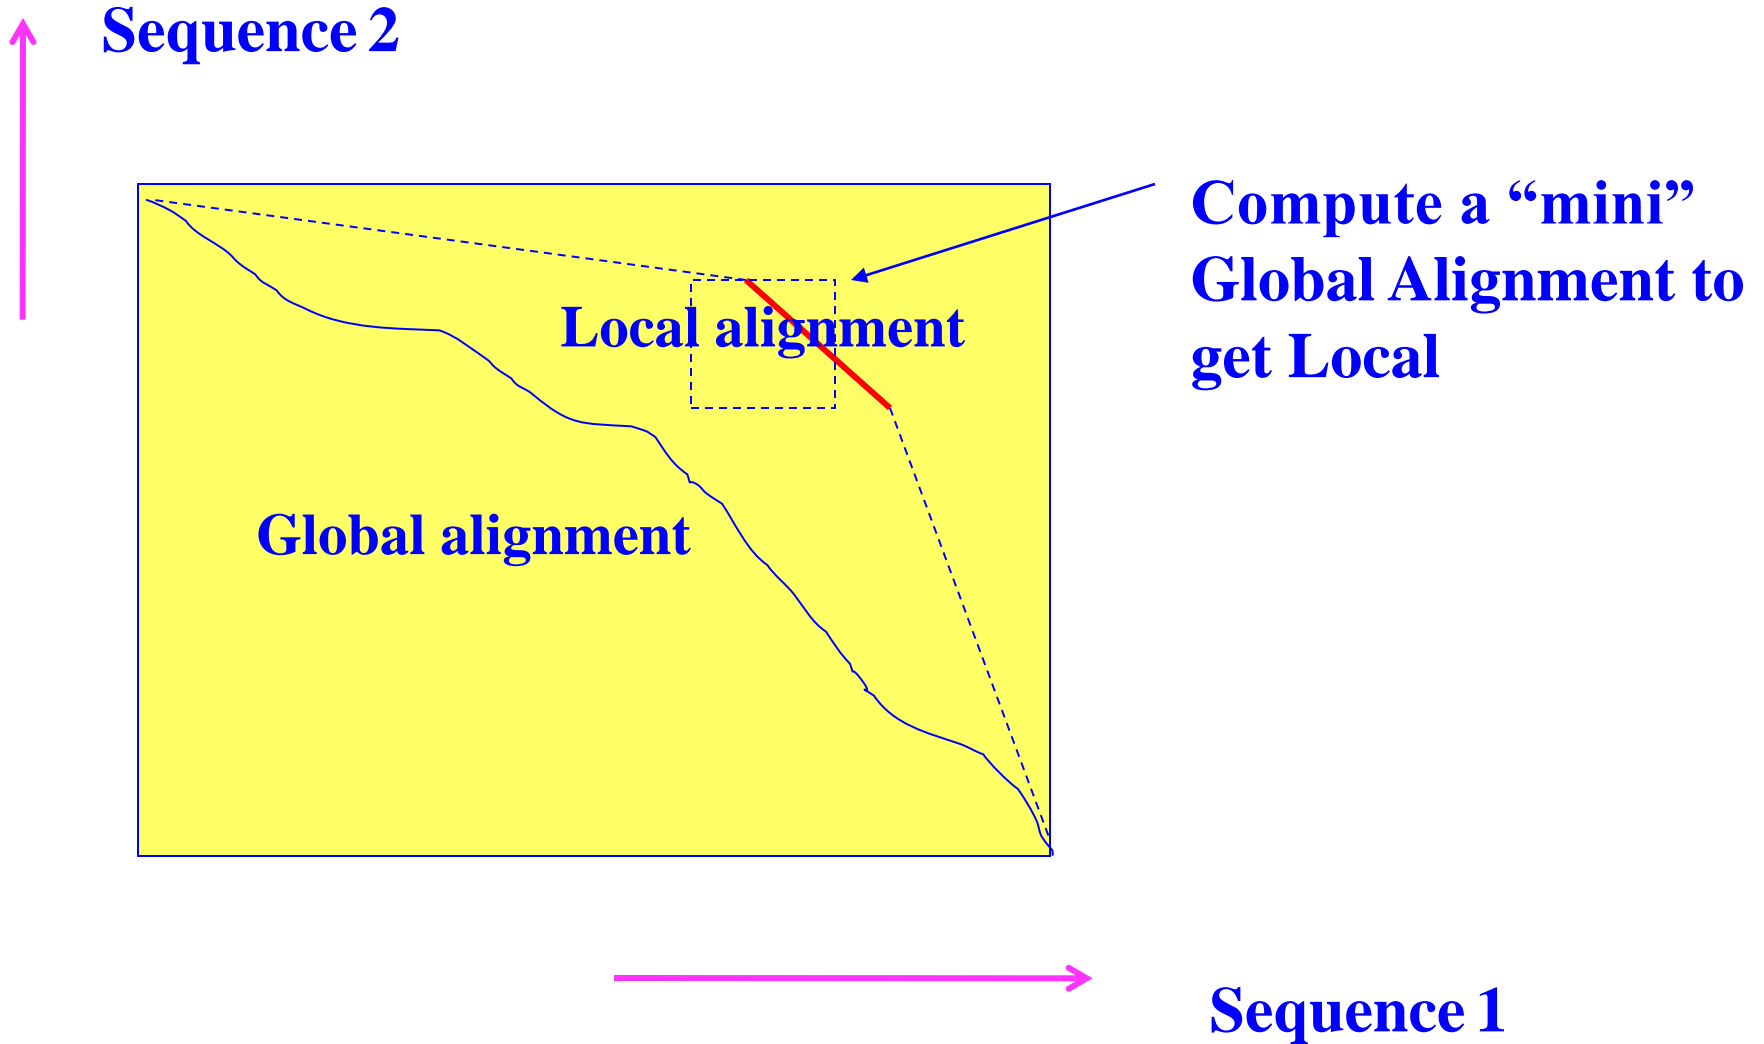 Sequence 2
Compute a “mini”
Global Alignment to
get Local
Local alignment
Global alignment
Sequence 1